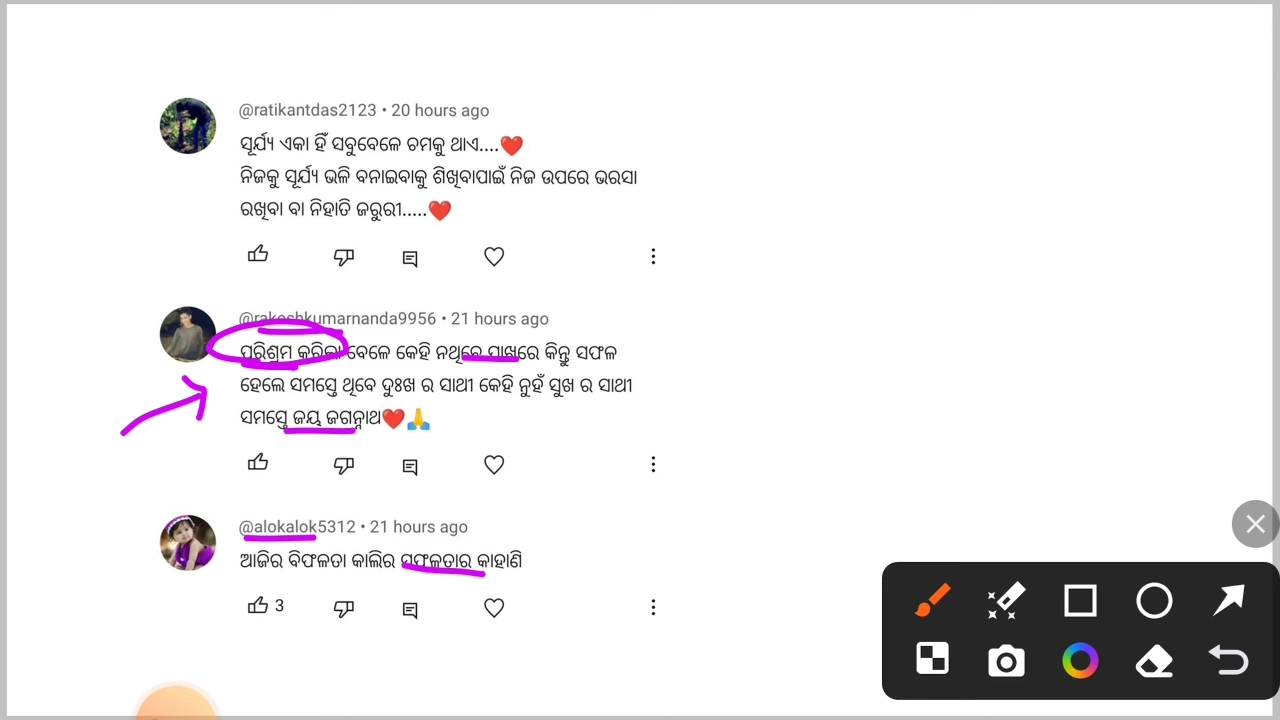 @ratikantdas2123 • 20 hours ago
ସୂର୍ଯ୍ୟ ଏକା ହିଁ ସବୁବେଳେ ଚମକୁ ଥାଏ....❤️
ନିଜକୁ ସୂର୍ଯ୍ୟ ଭଳି ବନାଇବାକୁ ଶିଖିବାପାଇଁ ନିଜ ଉପରେ ଭରସା
ରଖିବା ବା ନିହାତି ଜରୁରୀ.....❤️
@rakeshkumarnanda9956 • 21 hours ago
ପରିଶ୍ରମ କରିଲା ବେଳେ କେହି ନଥିବେ ପାଖରେ କିନ୍ତୁ ସଫଳ
ହେଲେ ସମସ୍ତେ ଥିବେ ଦୁଃଖ ର ସାଥୀ କେହି ନୁହଁ ସୁଖ ର ସାଥୀ
ସମସ୍ତେ ଜୟ ଜଗନ୍ନାଥ❤️🙏
@alokalok5312 • 21 hours ago
ଆଜିର ବିଫଳତା କାଲିର ସଫଳତାର କାହାଣି
3